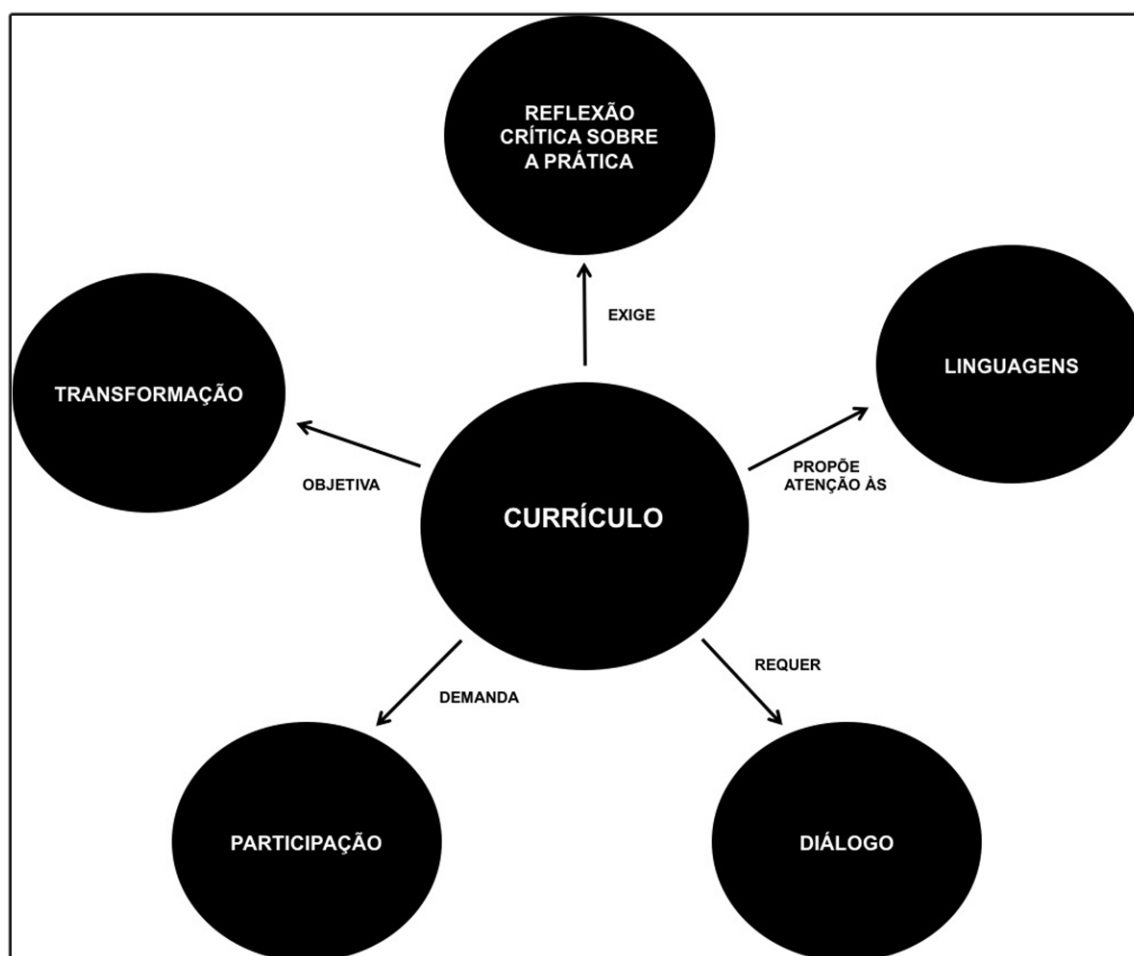 REFLEXÃO
CRÍTICA SOBRE
A PRÁTICA
EXIGE
LINGUAGENS
TRANSFORMAÇÃO
PROPÕE
ATENÇÃO ÀS
OBJETIVA
CURRÍCULO
REQUER
DEMANDA
PARTICIPAÇÃO
DIÁLOGO